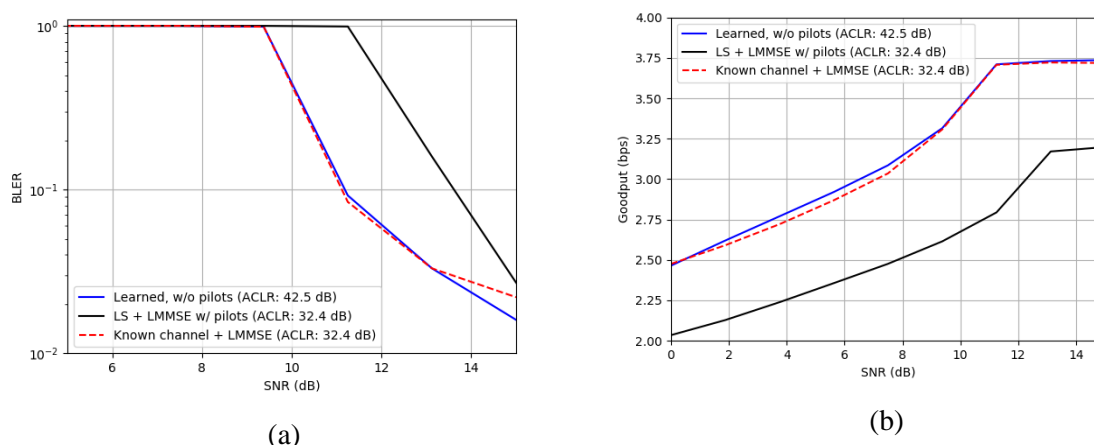 10⁰
10⁻¹
10⁻²
BLER
Learned, w/o pilots (ACLR: 42.5 dB)
LS + LMMSE w/ pilots (ACLR: 32.4 dB)
Known channel + LMMSE (ACLR: 32.4 dB)
6 8 10 12 14
SNR (dB)
(a)
4.00
3.75
3.50
3.25
3.00
2.75
2.50
2.25
2.00
Goodput (bps)
Learned, w/o pilots (ACLR: 42.5 dB)
LS + LMMSE w/ pilots (ACLR: 32.4 dB)
Known channel + LMMSE (ACLR: 32.4 dB)
0 2 4 6 8 10 12 14
SNR (dB)
(b)